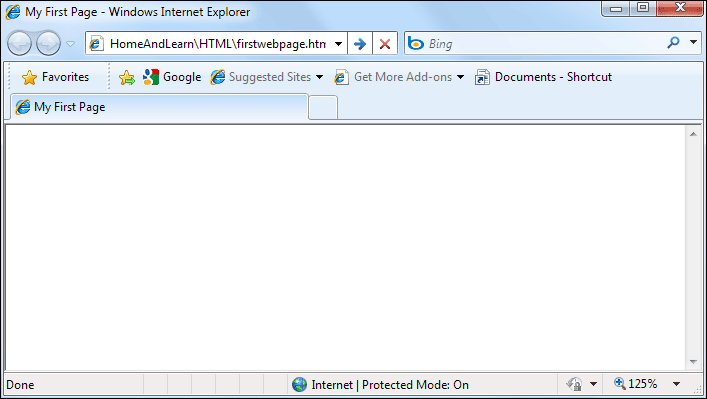 My First Page - Windows Internet Explorer
HomeAndLearn\HTML\firstwebpage.htn Bing
Favorites Google Suggested Sites Get More Add-ons Documents - Shortcut
My First Page
Done Internet | Protected Mode: On 125%